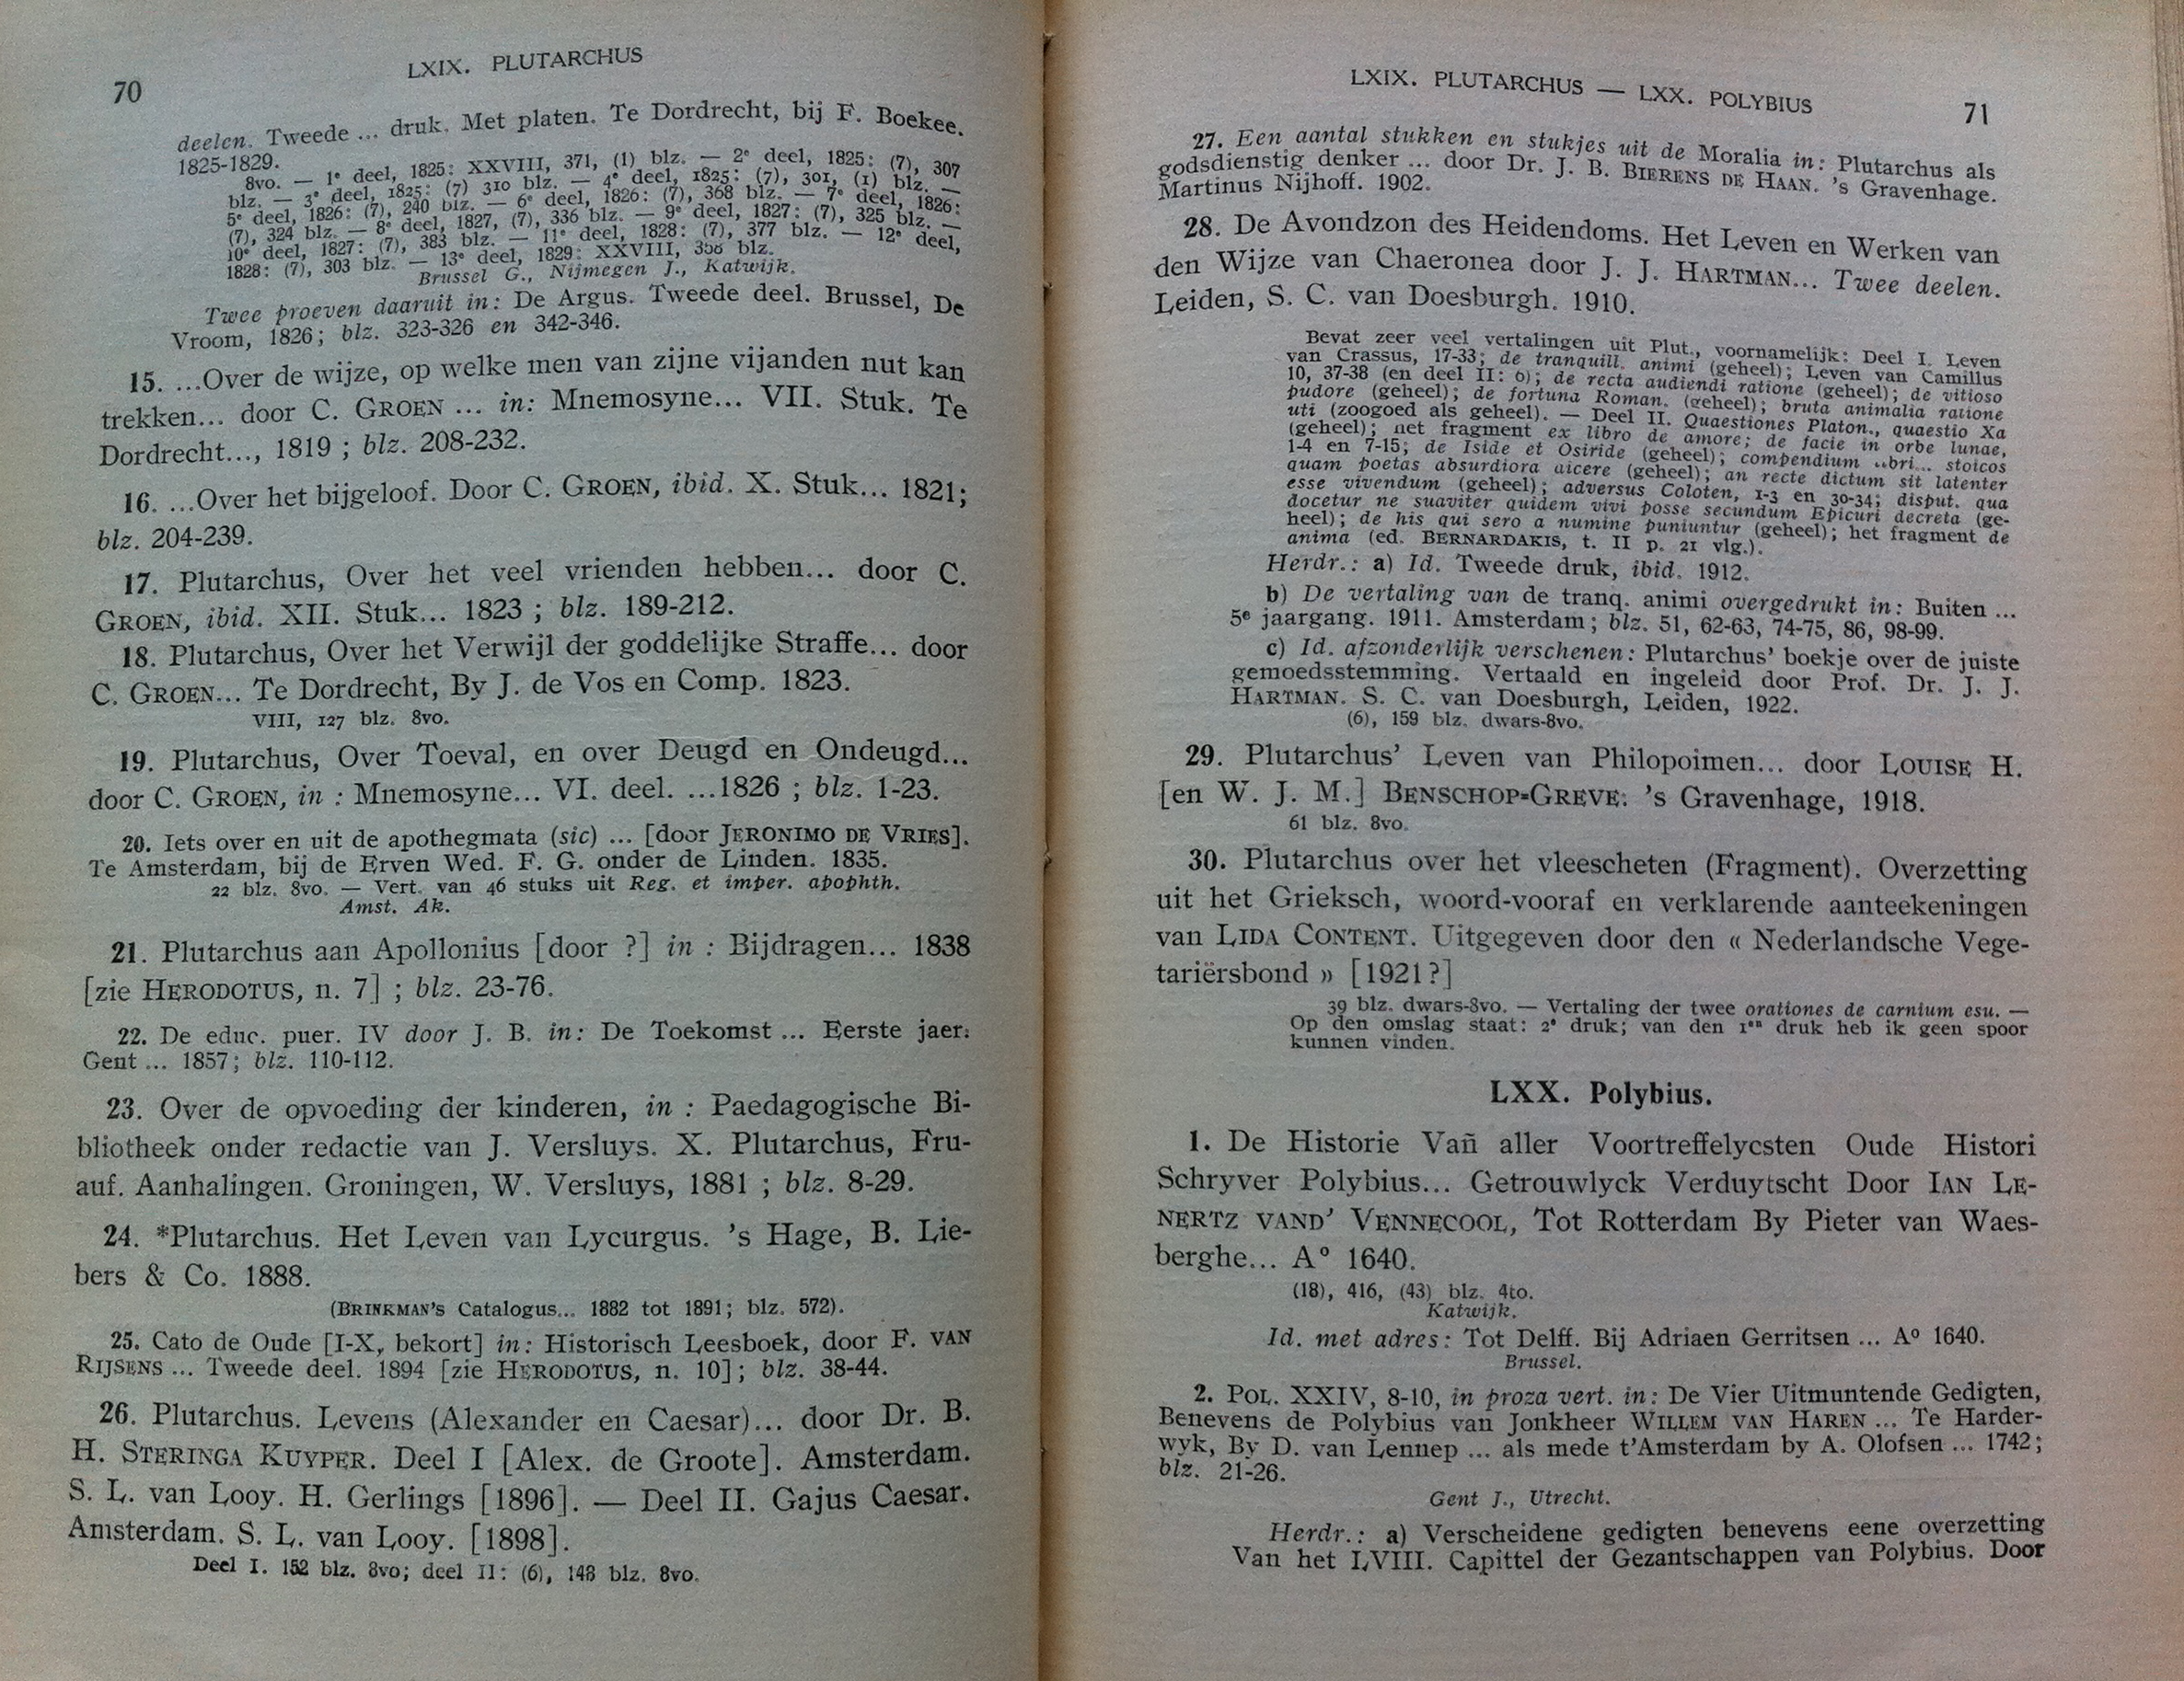 70
LXIX. PLUTARCHUS
deelen. Tweede ... druk. Met platen. Te Dordrecht, bij F. Boekee.
1825-1829.
8vo. — 1e deel, 1825: XXVIII, 371, (1) blz. — 2e deel, 1825: (7), 307
blz. — 3e deel, 1825: (7) 310 blz. — 4e deel, 1825: (7), 301, (1) blz. —
5e deel, 1826: (7), 240 blz. — 6e deel, 1826: (7), 368 blz. — 7e deel, 1826:
(7), 324 blz. — 8e deel, 1827, (7), 336 blz. — 9e deel, 1827: (7), 325 blz. —
10e deel, 1827: (7), 383 blz. — 11e deel, 1828: (7), 377 blz. — 12e deel,
1828: (7), 303 blz. — 13e deel, 1829: XXVIII, 358 blz.
Brussel G., Nijmegen J., Katwijk.
Twee proeven daaruit in: De Argus. Tweede deel. Brussel, De
Vroom, 1826; blz. 323-326 en 342-346.
15. ...Over de wijze, op welke men van zijne vijanden nut kan
trekken... door C. GROEN ... in: Mnemosyne... VII. Stuk. Te
Dordrecht..., 1819 ; blz. 208-232.
16. ...Over het bijgeloof. Door C. GROEN, ibid. X. Stuk... 1821;
blz. 204-239.
17. Plutarchus, Over het veel vrienden hebben... door C.
GROEN, ibid. XII. Stuk... 1823 ; blz. 189-212.
18. Plutarchus, Over het Verwijl der goddelijke Straffe... door
C. GROEN... Te Dordrecht, By J. de Vos en Comp. 1823.
VIII, 127 blz. 8vo.
19. Plutarchus, Over Toeval, en over Deugd en Ondeugd...
door C. GROEN, in : Mnemosyne... VI. deel. ...1826 ; blz. 1-23.
20. Iets over en uit de apothegmata (sic) ... [door JERONIMO DE VRIES].
Te Amsterdam, bij de Erven Wed. F. G. onder de Linden. 1835.
22 blz. 8vo. — Vert. van 46 stuks uit Reg. et imper. apophth.
Amst. Ak.
21. Plutarchus aan Apollonius [door ?] in : Bijdragen... 1838
[zie HERODOTUS, n. 7] ; blz. 23-76.
22. De educ. puer. IV door J. B. in: De Toekomst ... Eerste jaer.
Gent ... 1857; blz. 110-112.
23. Over de opvoeding der kinderen, in : Paedagogische Bi-
bliotheek onder redactie van J. Versluys. X. Plutarchus, Fru-
auf. Aanhalingen. Groningen, W. Versluys, 1881 ; blz. 8-29.
24. *Plutarchus. Het Leven van Lycurgus. 's Hage, B. Lie-
bers & Co. 1888.
(BRINKMAN's Catalogus... 1882 tot 1891; blz. 572).
25. Cato de Oude [I-X, bekort] in: Historisch Leesboek, door F. VAN
RIJSENS ... Tweede deel. 1894 [zie HERODOTUS, n. 10]; blz. 38-44.
26. Plutarchus. Levens (Alexander en Caesar)... door Dr. B.
H. STERINGA KUYPER. Deel I [Alex. de Groote]. Amsterdam.
S. L. van Looy. H. Gerlings [1896]. — Deel II. Gajus Caesar.
Amsterdam. S. L. van Looy. [1898].
Deel I. 152 blz. 8vo; deel II: (6), 148 blz. 8vo.
LXIX. PLUTARCHUS — LXX. POLYBIUS
71
27. Een aantal stukken en stukjes uit de Moralia in: Plutarchus als
godsdienstig denker ... door Dr. J. B. BIERENS DE HAAN. 's Gravenhage.
Martinus Nijhoff. 1902.
28. De Avondzon des Heidendoms. Het Leven en Werken van
den Wijze van Chaeronea door J. J. HARTMAN... Twee deelen.
Leiden, S. C. van Doesburgh. 1910.
Bevat zeer veel vertalingen uit Plut., voornamelijk: Deel I. Leven
van Crassus, 17-33; de tranquill. animi (geheel); Leven van Camillus
10, 37-38 (en deel II: 6); de recta audiendi ratione (geheel); de vitioso
pudore (geheel); de fortuna Roman. (geheel); bruta animalia ratione
uti (zoogoed als geheel). — Deel II. Quaestiones Platon., quaestio Xa
(geheel); het fragment ex libro de amore; de facie in orbe lunae,
1-4 en 7-15; de Iside et Osiride (geheel); compendium ..bri... stoicos
quam poetas absurdiora dicere (geheel); an recte dictum sit latenter
esse vivendum (geheel); adversus Coloten, 1-3 en 30-34; disput. qua
docetur ne suaviter quidem vivi posse secundum Epicuri decreta (ge-
heel); de his qui sero a numine puniuntur (geheel); het fragment de
anima (ed. BERNARDAKIS, t. II p. 21 vlg.).
Herdr.: a) Id. Tweede druk, ibid. 1912.
b) De vertaling van de tranq. animi overgedrukt in: Buiten ...
5e jaargang. 1911. Amsterdam; blz. 51, 62-63, 74-75, 86, 98-99.
c) Id. afzonderlijk verschenen: Plutarchus' boekje over de juiste
gemoedsstemming. Vertaald en ingeleid door Prof. Dr. J. J.
HARTMAN. S. C. van Doesburgh, Leiden, 1922.
(6), 159 blz. dwars-8vo.
29. Plutarchus' Leven van Philopoimen... door LOUISE H.
[en W. J. M.] BENSCHOP-GREVE. 's Gravenhage, 1918.
61 blz. 8vo.
30. Plutarchus over het vleescheten (Fragment). Overzetting
uit het Grieksch, woord-vooraf en verklarende aanteekeningen
van LIDA CONTENT. Uitgegeven door den « Nederlandsche Vege-
tariërsbond » [1921?]
39 blz. dwars-8vo. — Vertaling der twee orationes de carnium esu. —
Op den omslag staat: 2e druk; van den 1en druk heb ik geen spoor
kunnen vinden.
LXX. Polybius.
1. De Historie Vañ aller Voortreffelycsten Oude Histori
Schryver Polybius... Getrouwlyck Verduytscht Door IAN LE-
NERTZ VAND' VENNECOOL, Tot Rotterdam By Pieter van Waes-
berghe... A° 1640.
(18), 416, (43) blz. 4to.
Katwijk.
Id. met adres: Tot Delff. Bij Adriaen Gerritsen ... A° 1640.
Brussel.
2. POL. XXIV, 8-10, in proza vert. in: De Vier Uitmuntende Gedigten,
Benevens de Polybius van Jonkheer WILLEM VAN HAREN ... Te Harder-
wyk, By D. van Lennep ... als mede t'Amsterdam by A. Olofsen ... 1742;
blz. 21-26.
Gent J., Utrecht.
Herdr.: a) Verscheidene gedigten benevens eene overzetting
Van het LVIII. Capittel der Gezantschappen van Polybius. Door